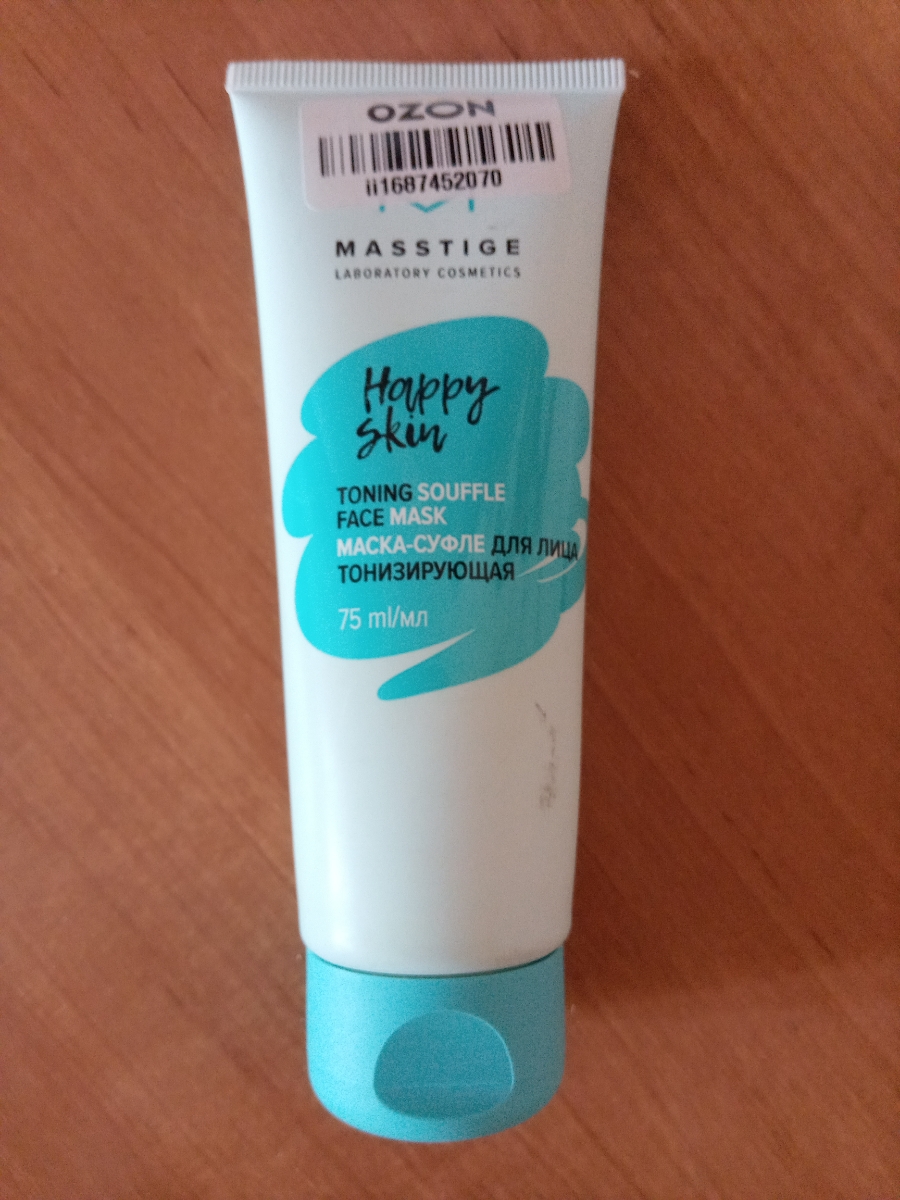 OZON
ii1687452070
MASSTIGE
LABORATORY COSMETICS
Happy
skin
TONING SOUFFLE
FACE MASK
МАСКА-СУФЛЕ ДЛЯ ЛИЦА
ТОНИЗИРУЮЩАЯ
75 ml/мл